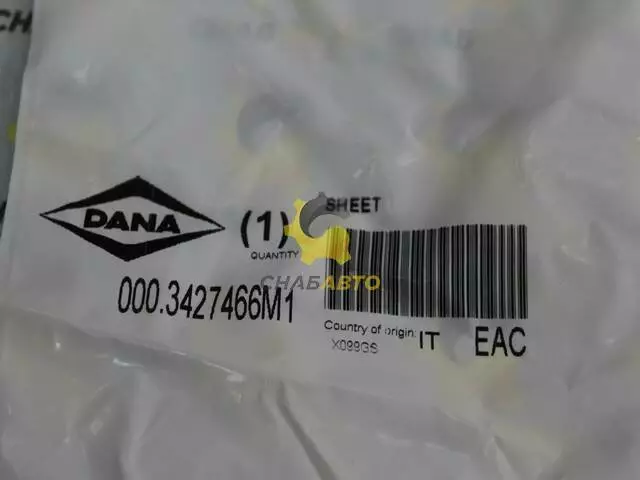 DANA
(1)
QUANTITY
000.3427466M1
SHEET
Country of origin: IT EAC
X099GS
СНАБАВТО